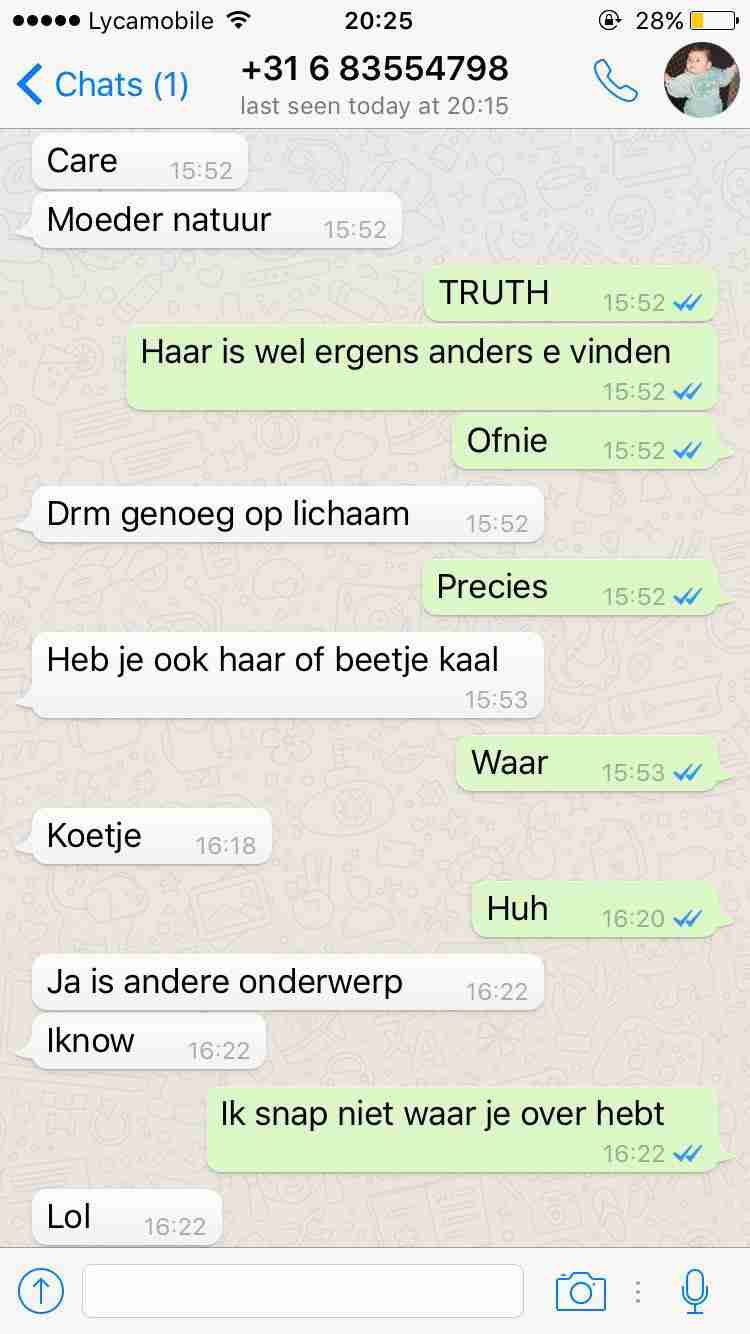 Lycamobile 20:25 28%
Chats (1) +31 6 83554798
last seen today at 20:15
Care 15:52
Moeder natuur 15:52
TRUTH 15:52
Haar is wel ergens anders e vinden
15:52
Ofnie 15:52
Drm genoeg op lichaam 15:52
Precies 15:52
Heb je ook haar of beetje kaal
15:53
Waar 15:53
Koetje 16:18
Huh 16:20
Ja is andere onderwerp 16:22
Iknow 16:22
Ik snap niet waar je over hebt
16:22
Lol 16:22